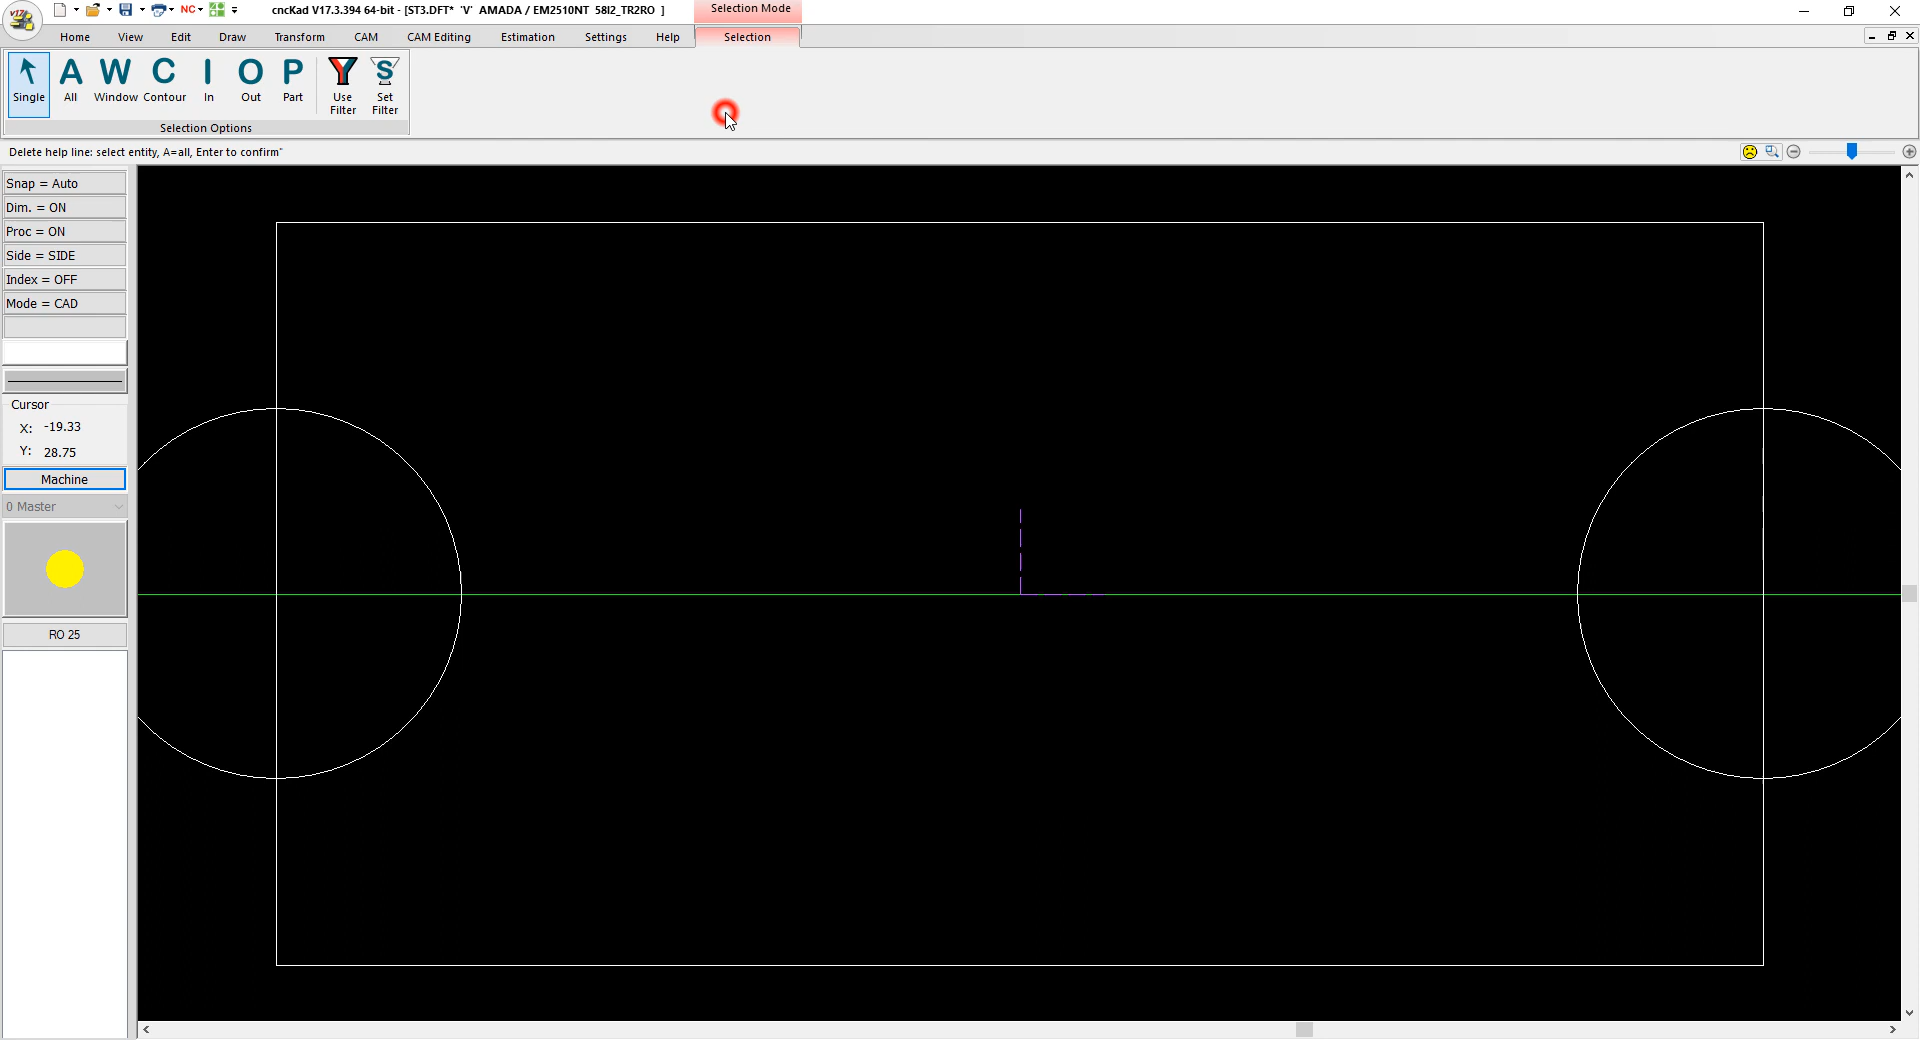 V17
NC
cncKad V17.3.394 64-bit - [ST3.DFT* 'V' AMADA / EM2510NT 58I2_TR2RO ]
Selection Mode
Home View Edit Draw Transform CAM CAM Editing Estimation Settings Help Selection
A W C I O P Y S
Single All Window Contour In Out Part Use Filter Set Filter
Selection Options
Delete help line: select entity, A=all, Enter to confirm"
Snap = Auto
Dim. = ON
Proc = ON
Side = SIDE
Index = OFF
Mode = CAD
Cursor
X: -19.33
Y: 28.75
Machine
0 Master
RO 25